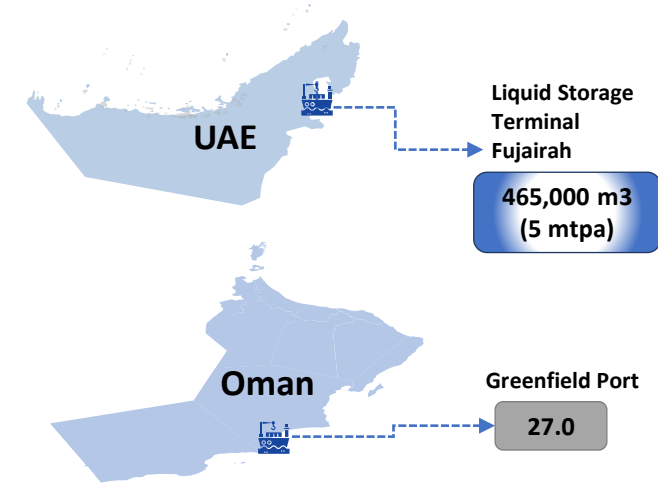 UAE
Liquid Storage
Terminal
Fujairah
465,000 m3
(5 mtpa)
Oman
Greenfield Port
27.0